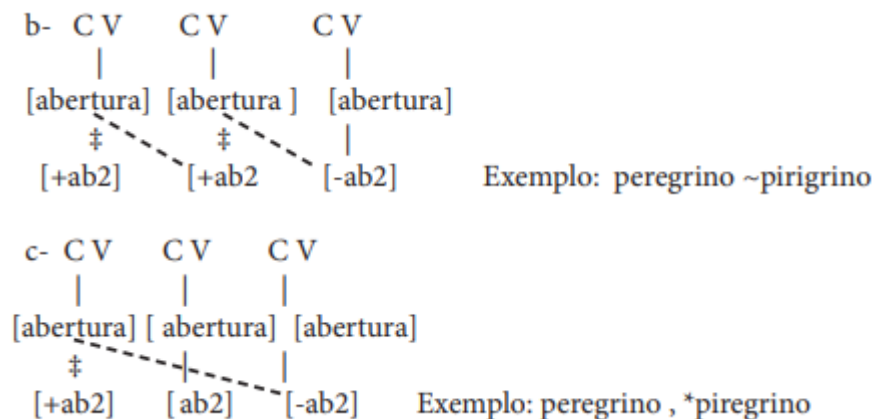 b- C V C V C V
| | |
[abertura] [abertura ] [abertura]
‡ ‡ |
[+ab2] [+ab2 [-ab2] Exemplo: peregrino ~pirigrino
c- C V C V C V
| | |
[abertura] [ abertura] [abertura]
‡ | |
[+ab2] [ab2] [-ab2] Exemplo: peregrino , *piregrino